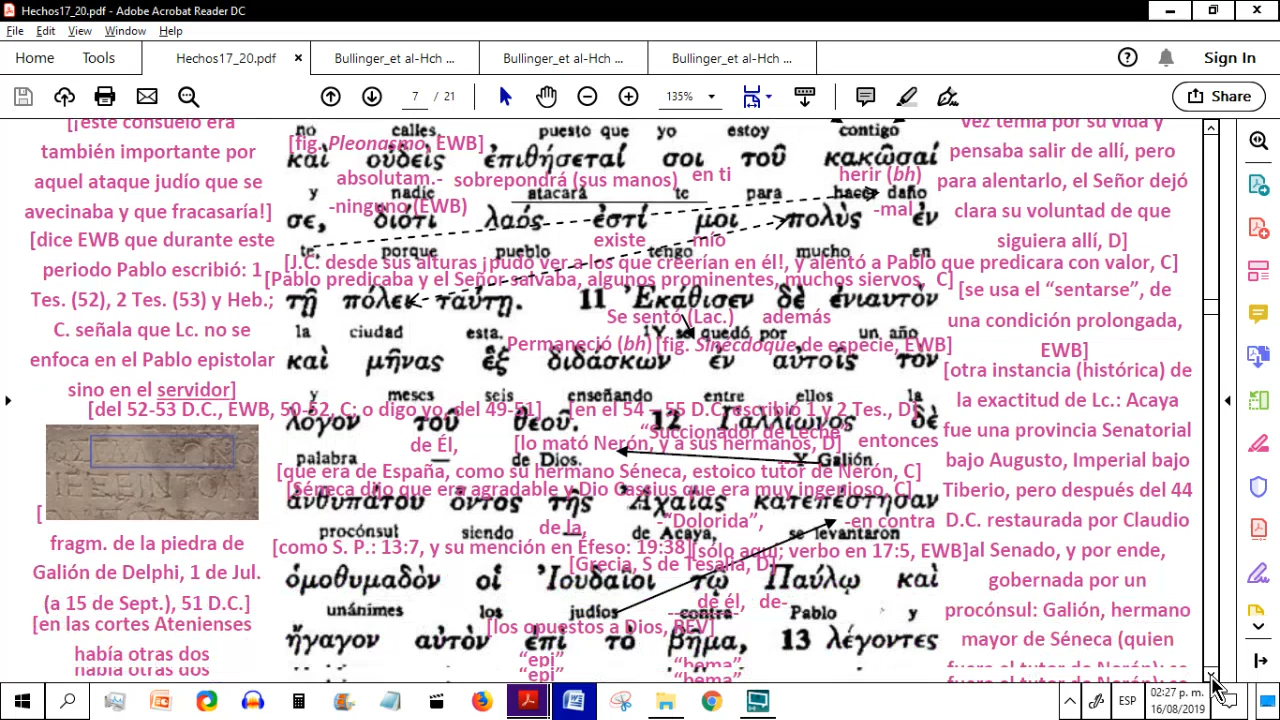 Hechos17_20.pdf - Adobe Acrobat Reader DC
File Edit View Window Help
Home Tools Hechos17_20.pdf × Bullinger_et al-Hch ... Bullinger_et al-Hch ... Bullinger_et al-Hch ... Sign In
7 / 21 135% Share
[¡este consuelo era
también importante por
aquel ataque judío que se
avecinaba y que fracasaría!]
[dice EWB que durante este
periodo Pablo escribió: 1
Tes. (52), 2 Tes. (53) y Heb.;
C. señala que Lc. no se
enfoca en el Pablo epistolar
sino en el servidor]
[del 52-53 D.C., EWB, 50-52, C; o digo yo, del 49-51]
[
fragm. de la piedra de
Galión de Delphi, 1 de Jul.
(a 15 de Sept.), 51 D.C.]
[en las cortes Atenienses
había otras dos
no calles, puesto que yo estoy contigo
[fig. Pleonasmo, EWB]
καὶ οὐδεὶς ἐπιθήσεταί σοι τοῦ κακῶσαί
absolutam.- sobrepondrá (sus manos) en ti herir (bh)
y nadie atacará te para hacer daño
-ninguno (EWB) -mal
σε, διότι λαός ἐστί μοι πολὺς ἐν
existe mío
te, porque pueblo tengo mucho en
[J.C. desde sus alturas ¡pudo ver a los que creerían en él!, y alentó a Pablo que predicara con valor, C]
[Pablo predicaba y el Señor salvaba, algunos prominentes, muchos siervos, C]
τῇ πόλει ταύτῃ. 11 Ἐκάθισεν δὲ ἐνιαυτὸν
Se sentó (Lac.) además
la ciudad esta. Y se quedó por un año
Permaneció (bh) [fig. Sinécdoque de especie, EWB]
καὶ μῆνας ἓξ διδάσκων ἐν αὐτοῖς τὸν
y meses seis enseñando entre ellos la
[en el 54 – 55 D.C. escribió 1 y 2 Tes., D]
λόγον τοῦ θεοῦ. 12 Γαλλίωνος δὲ
"Succionador de Leche"
de Él, [lo mató Nerón, y a sus hermanos, D] entonces
palabra — de Dios. Y Galión
[que era de España, como su hermano Séneca, estoico tutor de Nerón, C]
[Séneca dijo que era agradable y Dio Cassius que era muy ingenioso, C]
ἀνθυπάτου ὄντος τῆς Ἀχαΐας κατεπέστησαν
de la, -"Dolorida", -en contra
procónsul siendo — de Acaya, se levantaron
[como S. P.: 13:7, y su mención en Éfeso: 19:38] [sólo aquí; verbo en 17:5, EWB]
[Grecia, S de Tesalia, D]
ὁμοθυμαδὸν οἱ Ἰουδαῖοι τῷ Παύλῳ καὶ
de él, de-
unánimes los judíos contra Pablo y
[los opuestos a Dios, REV]
ἤγαγον αὐτὸν ἐπὶ τὸ βῆμα, 13 λέγοντες
"epi" "bema"
vez temía por su vida y
pensaba salir de allí, pero
para alentarlo, el Señor dejó
clara su voluntad de que
siguiera allí, D]
[se usa el "sentarse", de
una condición prolongada,
EWB]
[otra instancia (histórica) de
la exactitud de Lc.: Acaya
fue una provincia Senatorial
bajo Augusto, Imperial bajo
Tiberio, pero después del 44
D.C. restaurada por Claudio
al Senado, y por ende,
gobernada por un
procónsul: Galión, hermano
mayor de Séneca (quien
fuera el tutor de Nerón); se
ESP 02:27 p. m.
16/08/2019